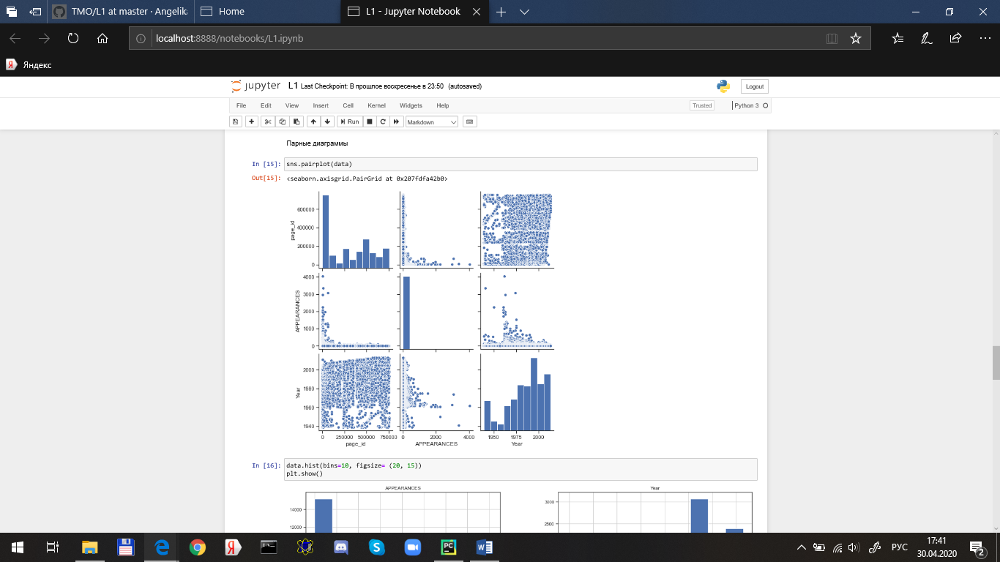 TMO/L1 at master · Angelika
Home
L1 - Jupyter Notebook
localhost:8888/notebooks/L1.ipynb
Я Яндекс
jupyter L1 Last Checkpoint: В прошлое воскресенье в 23:50 (autosaved)
Logout
File Edit View Insert Cell Kernel Widgets Help
Trusted
Python 3
Run
Markdown
Парные диаграммы
In [15]: sns.pairplot(data)
Out[15]: <seaborn.axisgrid.PairGrid at 0x207fdfa42b0>
page_id
600000
400000
200000
0
APPEARANCES
4000
3000
2000
1000
0
Year
2000
1980
1960
1940
0 250000 500000 750000 0 2000 4000 1950 1975 2000
page_id APPEARANCES Year
In [16]: data.hist(bins=10, figsize= (20, 15))
plt.show()
APPEARANCES Year
14000
12000
3000
2500
C:\_
Я
PC
РУС
17:41
30.04.2020
2